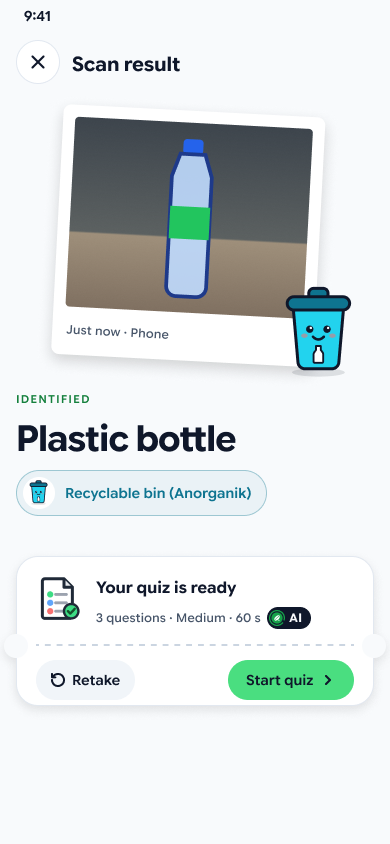 9:41
Scan result
Just now · Phone
IDENTIFIED
Plastic bottle
Recyclable bin (Anorganik)
Your quiz is ready
3 questions · Medium · 60 s AI
Retake
Start quiz